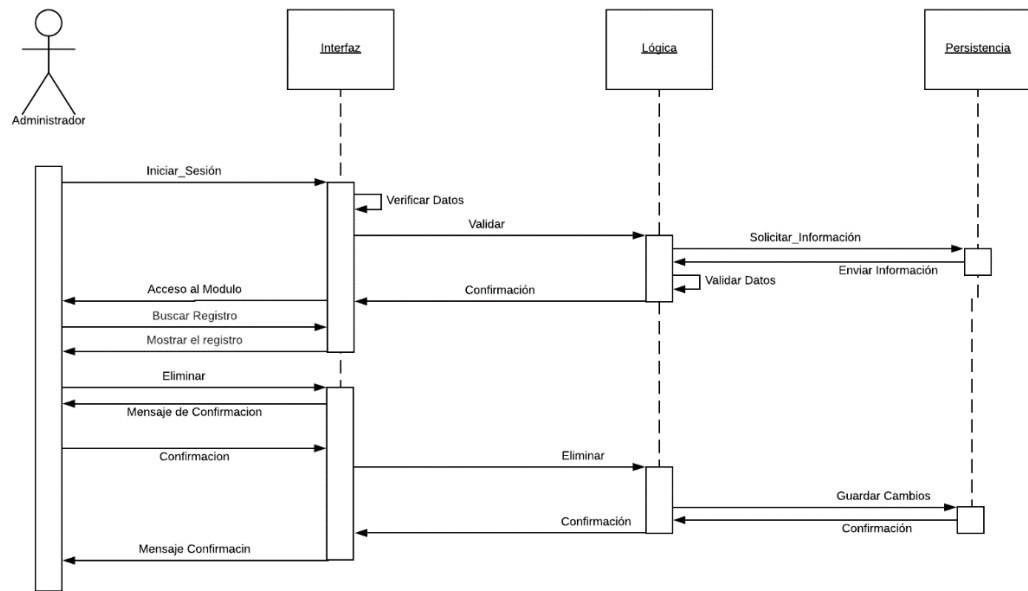 Interfaz
Lógica
Persistencia
Administrador
Iniciar_Sesión
Verificar Datos
Validar
Solicitar_Información
Enviar Información
Validar Datos
Confirmación
Acceso al Modulo
Buscar Registro
Mostrar el registro
Eliminar
Mensaje de Confirmacion
Confirmacion
Eliminar
Guardar Cambios
Confirmación
Confirmación
Mensaje Confirmacin